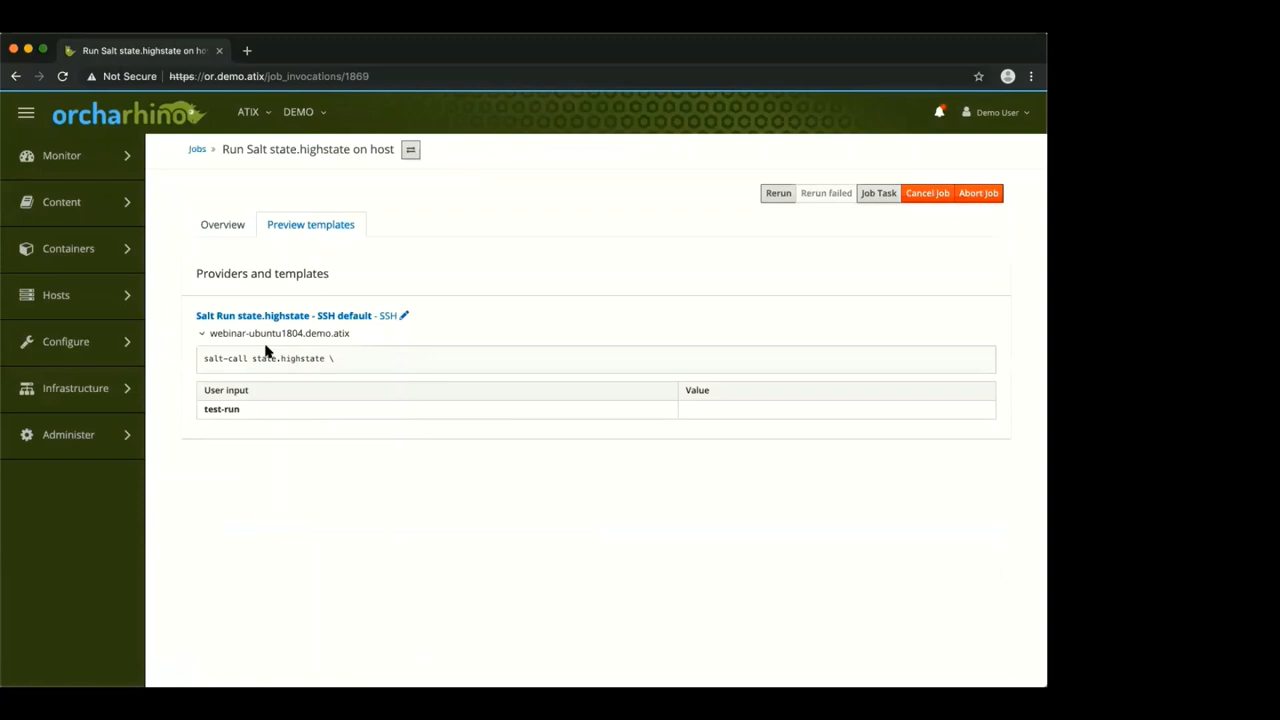 Run Salt state.highstate on ho
Not Secure
https://or.demo.atix/job_invocations/1869
orcharhino
ATIX
DEMO
Demo User
Monitor
Content
Containers
Hosts
Configure
Infrastructure
Administer
Jobs » Run Salt state.highstate on host
Rerun Rerun failed Job Task Cancel Job Abort Job
Overview Preview templates
Providers and templates
Salt Run state.highstate - SSH default - SSH
webinar-ubuntu1804.demo.atix
salt-call state.highstate \
User input Value
test-run